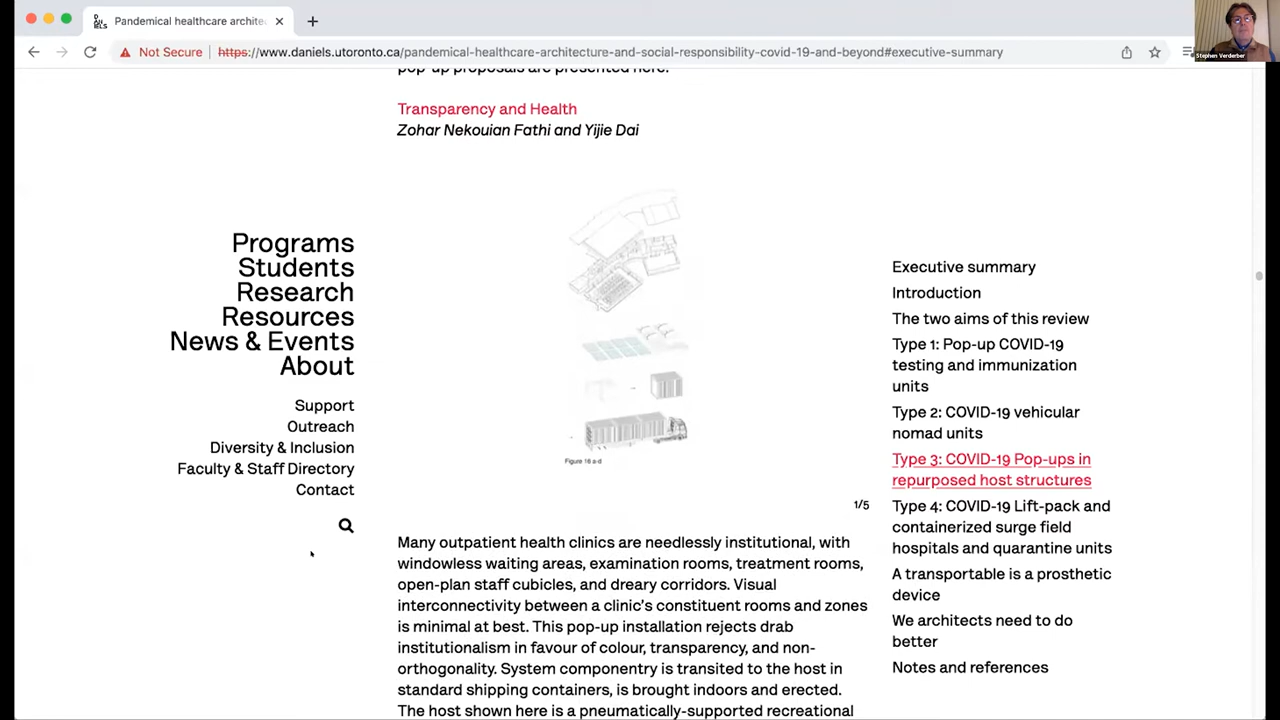 Pandemical healthcare archite
Not Secure
https://www.daniels.utoronto.ca/pandemical-healthcare-architecture-and-social-responsibility-covid-19-and-beyond#executive-summary
Stephen Verderber
pop-up proposals are presented here.
Transparency and Health
Zohar Nekouian Fathi and Yijie Dai
Programs
Students
Research
Resources
News & Events
About
Support
Outreach
Diversity & Inclusion
Faculty & Staff Directory
Contact
Figure 16 a-d
1/5
Many outpatient health clinics are needlessly institutional, with
windowless waiting areas, examination rooms, treatment rooms,
open-plan staff cubicles, and dreary corridors. Visual
interconnectivity between a clinic's constituent rooms and zones
is minimal at best. This pop-up installation rejects drab
institutionalism in favour of colour, transparency, and non-
orthogonality. System componentry is transited to the host in
standard shipping containers, is brought indoors and erected.
The host shown here is a pneumatically-supported recreational
Executive summary
Introduction
The two aims of this review
Type 1: Pop-up COVID-19
testing and immunization
units
Type 2: COVID-19 vehicular
nomad units
Type 3: COVID-19 Pop-ups in
repurposed host structures
Type 4: COVID-19 Lift-pack and
containerized surge field
hospitals and quarantine units
A transportable is a prosthetic
device
We architects need to do
better
Notes and references